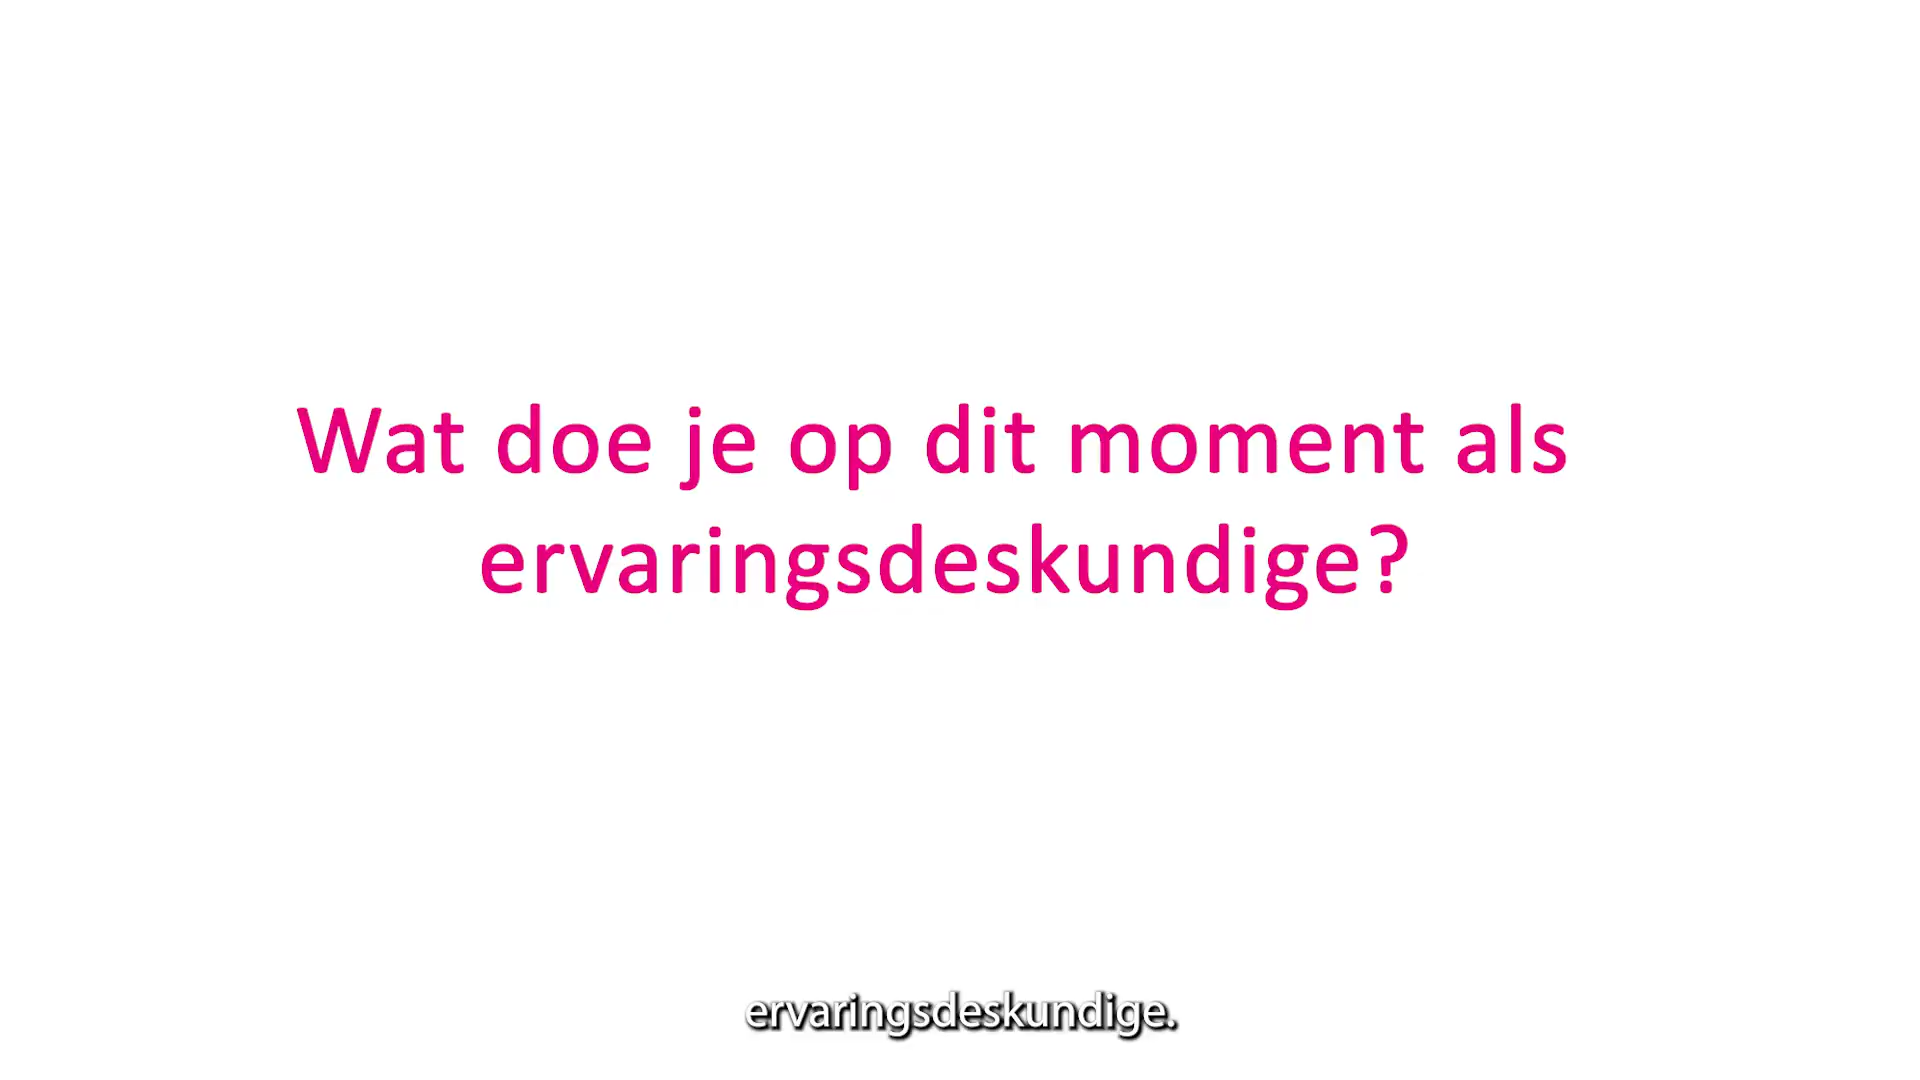 Wat doe je op dit moment als
ervaringsdeskundige?
ervaringsdeskundige.